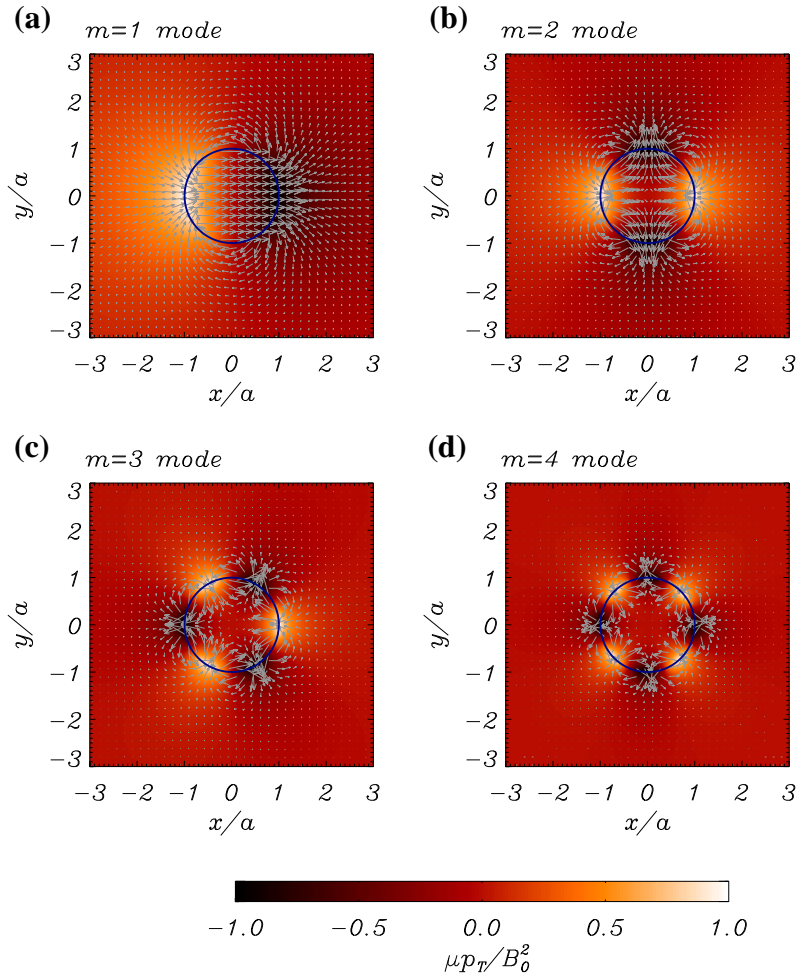 (a)
m=1 mode
3
2
1
0
−1
−2
−3
y/a
−3 −2 −1 0 1 2 3
x/a
(b)
m=2 mode
3
2
1
0
−1
−2
−3
y/a
−3 −2 −1 0 1 2 3
x/a
(c)
m=3 mode
3
2
1
0
−1
−2
−3
y/a
−3 −2 −1 0 1 2 3
x/a
(d)
m=4 mode
3
2
1
0
−1
−2
−3
y/a
−3 −2 −1 0 1 2 3
x/a
−1.0 −0.5 0.0 0.5 1.0
μp_T/B_0^2